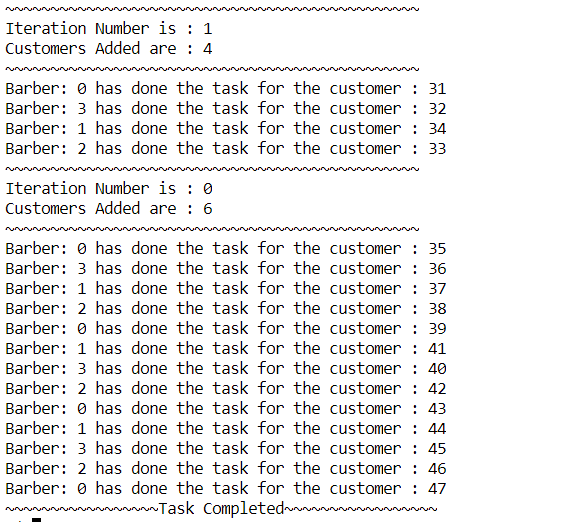 ~~~~~~~~~~~~~~~~~~~~~~~~~~~~~~~~~~~~~~~~~~~~~~
Iteration Number is : 1
Customers Added are : 4
~~~~~~~~~~~~~~~~~~~~~~~~~~~~~~~~~~~~~~~~~~~~~~
Barber: 0 has done the task for the customer : 31
Barber: 3 has done the task for the customer : 32
Barber: 1 has done the task for the customer : 34
Barber: 2 has done the task for the customer : 33
~~~~~~~~~~~~~~~~~~~~~~~~~~~~~~~~~~~~~~~~~~~~~~
Iteration Number is : 0
Customers Added are : 6
~~~~~~~~~~~~~~~~~~~~~~~~~~~~~~~~~~~~~~~~~~~~~~
Barber: 0 has done the task for the customer : 35
Barber: 3 has done the task for the customer : 36
Barber: 1 has done the task for the customer : 37
Barber: 2 has done the task for the customer : 38
Barber: 0 has done the task for the customer : 39
Barber: 1 has done the task for the customer : 41
Barber: 3 has done the task for the customer : 40
Barber: 2 has done the task for the customer : 42
Barber: 0 has done the task for the customer : 43
Barber: 1 has done the task for the customer : 44
Barber: 3 has done the task for the customer : 45
Barber: 2 has done the task for the customer : 46
Barber: 0 has done the task for the customer : 47
~~~~~~~~~~~~~~~~~Task Completed~~~~~~~~~~~~~~~~~